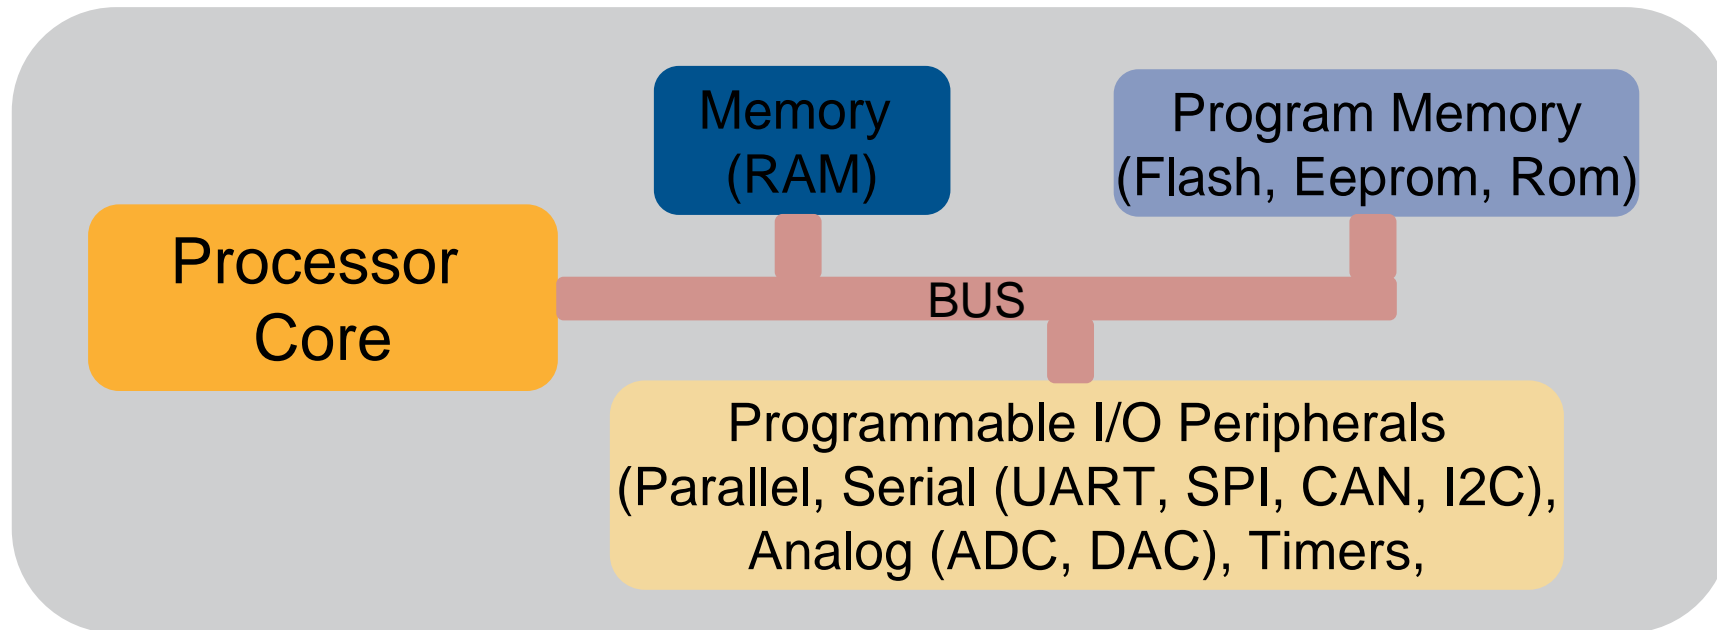 Memory
(RAM)
Program Memory
(Flash, Eeprom, Rom)
Processor
Core
BUS
Programmable I/O Peripherals
(Parallel, Serial (UART, SPI, CAN, I2C),
Analog (ADC, DAC), Timers,